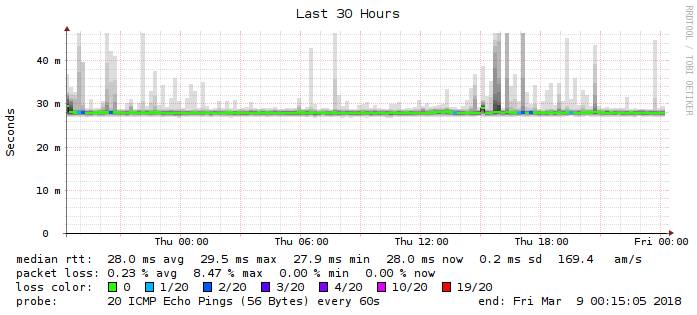 Last 30 Hours
RRDTOOL / TOBI OETIKER
Seconds
40 m
30 m
20 m
10 m
0
Thu 00:00 Thu 06:00 Thu 12:00 Thu 18:00 Fri 00:00
median rtt: 28.0 ms avg 29.5 ms max 27.9 ms min 28.0 ms now 0.2 ms sd 169.4 am/s
packet loss: 0.23 % avg 8.47 % max 0.00 % min 0.00 % now
loss color: 0 1/20 2/20 3/20 4/20 10/20 19/20
probe: 20 ICMP Echo Pings (56 Bytes) every 60s end: Fri Mar 9 00:15:05 2018